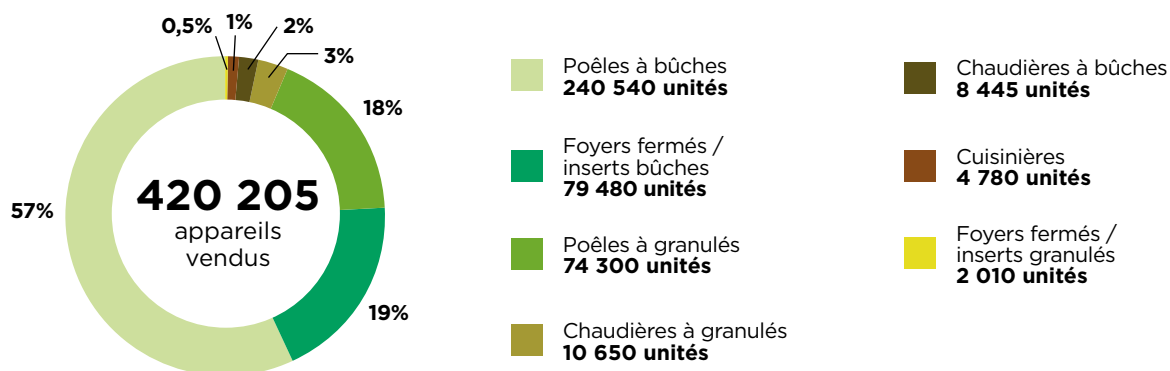 0,5%
1%
2%
3%
18%
19%
57%
420 205
appareils
vendus
Poêles à bûches
240 540 unités
Foyers fermés /
inserts bûches
79 480 unités
Poêles à granulés
74 300 unités
Chaudières à granulés
10 650 unités
Chaudières à bûches
8 445 unités
Cuisinières
4 780 unités
Foyers fermés /
inserts granulés
2 010 unités